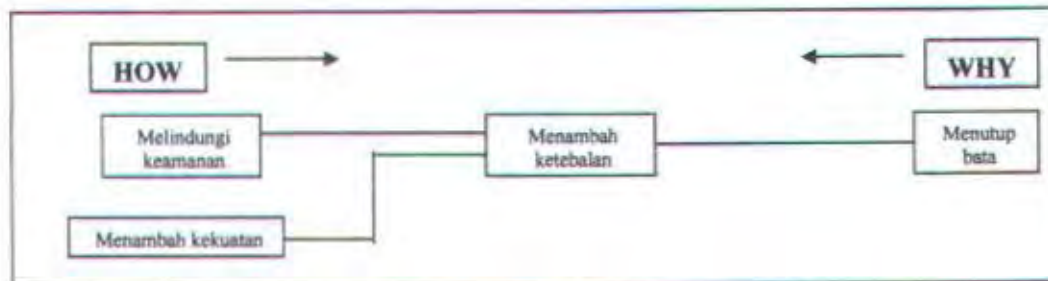 HOW
WHY
Melindungi
keamanan
Menambah
ketebalan
Menutup
bata
Menambah kekuatan